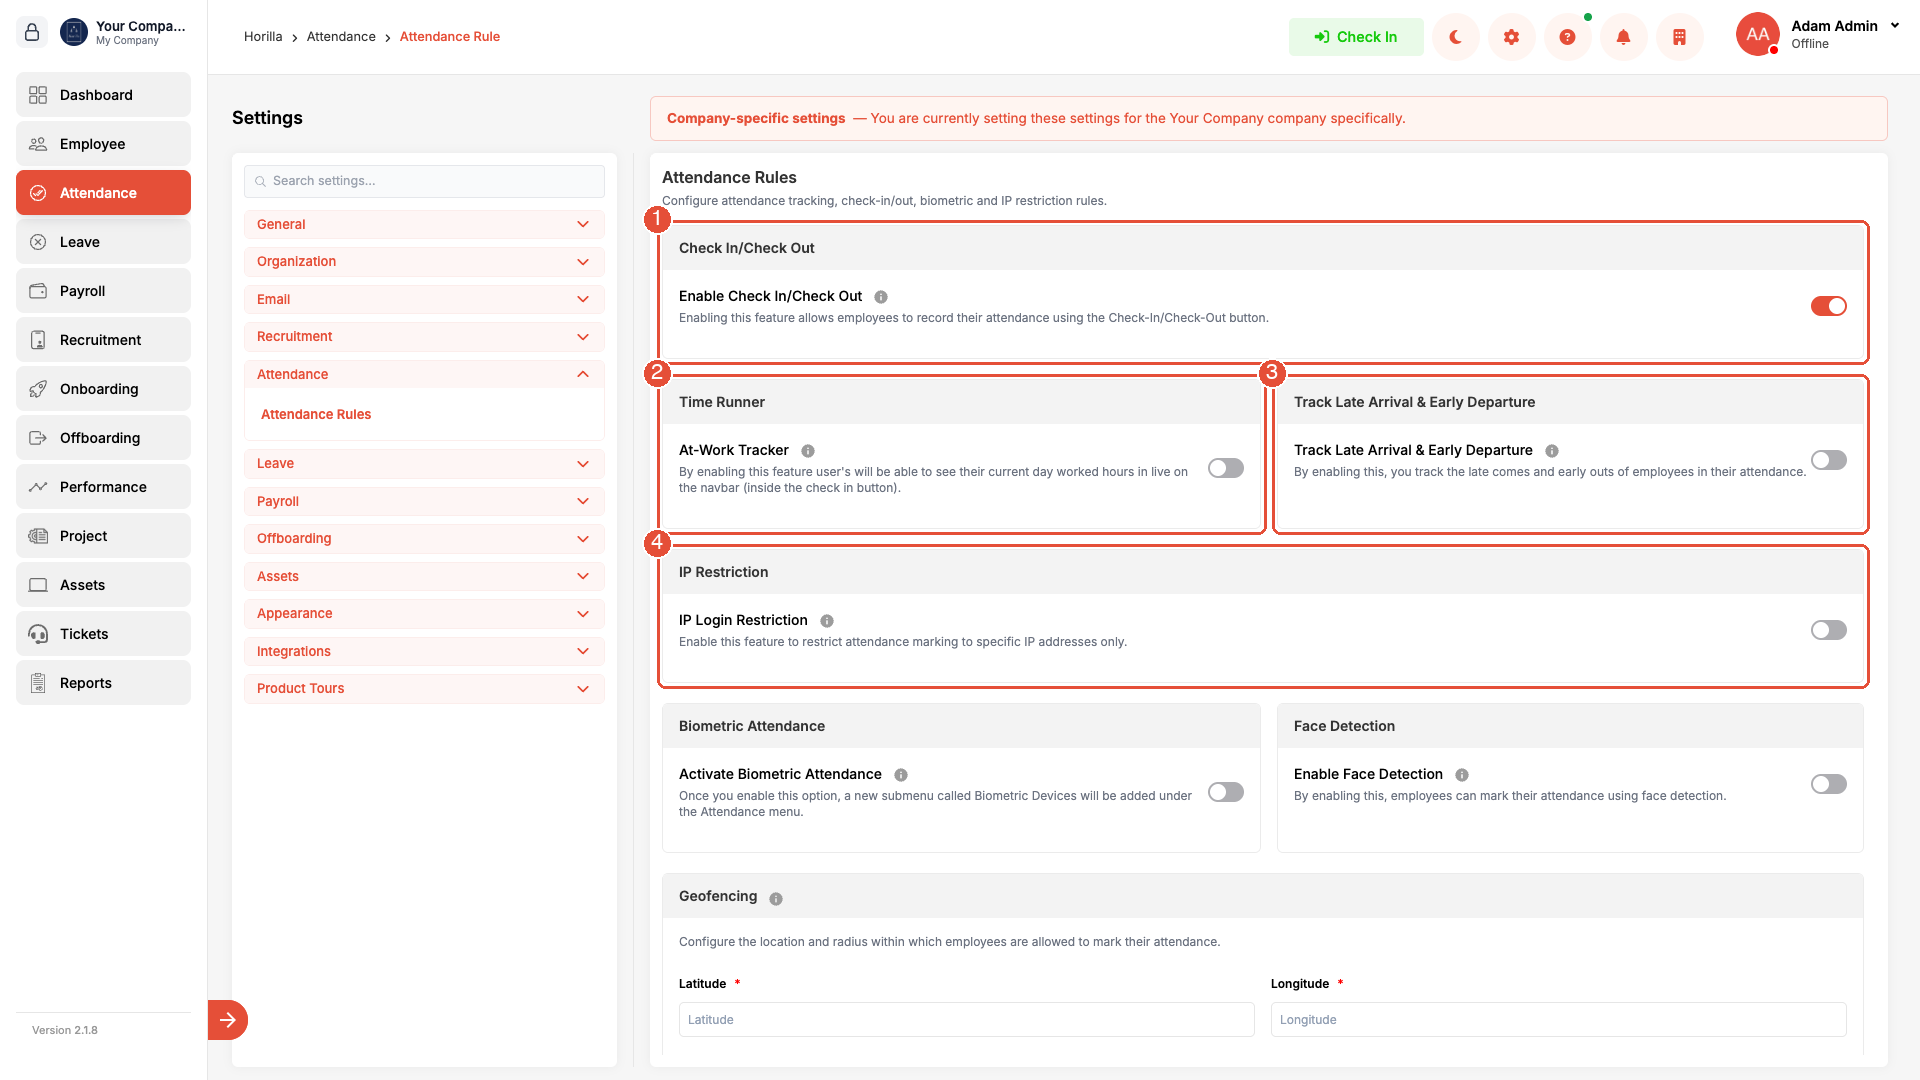 Your Compa...
My Company
Horilla
Attendance
Attendance Rule
Check In
AA
Adam Admin
Offline
Dashboard
Employee
Attendance
Leave
Payroll
Recruitment
Onboarding
Offboarding
Performance
Project
Assets
Tickets
Reports
Version 2.1.8
Settings
Search settings...
General
Organization
Email
Recruitment
Attendance
Attendance Rules
Leave
Payroll
Offboarding
Assets
Appearance
Integrations
Product Tours
Company-specific settings — You are currently setting these settings for the Your Company company specifically.
Attendance Rules
Configure attendance tracking, check-in/out, biometric and IP restriction rules.
1
Check In/Check Out
Enable Check In/Check Out
Enabling this feature allows employees to record their attendance using the Check-In/Check-Out button.
2
Time Runner
At-Work Tracker
By enabling this feature user's will be able to see their current day worked hours in live on
the navbar (inside the check in button).
3
Track Late Arrival & Early Departure
Track Late Arrival & Early Departure
By enabling this, you track the late comes and early outs of employees in their attendance.
4
IP Restriction
IP Login Restriction
Enable this feature to restrict attendance marking to specific IP addresses only.
Biometric Attendance
Activate Biometric Attendance
Once you enable this option, a new submenu called Biometric Devices will be added under
the Attendance menu.
Face Detection
Enable Face Detection
By enabling this, employees can mark their attendance using face detection.
Geofencing
Configure the location and radius within which employees are allowed to mark their attendance.
Latitude *
Latitude
Longitude *
Longitude